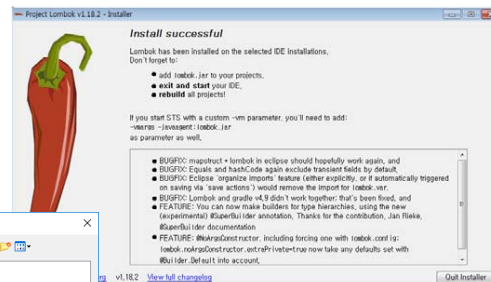 Project Lombok v1.18.2 - Installer
Install successful
Lombok has been installed on the selected IDE installations,
Don't forget to:
add lombok.jar to your projects,
exit and start your IDE,
rebuild all projects!
If you start STS with a custom -vm parameter, you'll need to add:
-vmargs -javaagent:lombok.jar
as parameter as well,
BUGFIX: mapstruct + lombok in eclipse should hopefully work again, and
BUGFIX: Equals and hashCode again exclude transient fields by default,
BUGFIX: Eclipse 'organize imports' feature (either explicitly, or if automatically triggered
on saving via 'save actions') would remove the import for lombok.var,
BUGFIX: Lombok and gradle v4,9 didn't work together; that's been fixed, and
FEATURE: You can now make builders for type hierarchies, using the new
(experimental) @SuperBuilder annotation, Thanks for the contribution, Jan Rieke,
@SuperBuilder documentation
FEATURE: @NoArgsConstructor, including forcing one with lombok.config:
lombok.noArgsConstructor.extraPrivate=true now take any defaults set with
@Builder.Default into account,
v1,18,2 View full changelog
Quit Installer